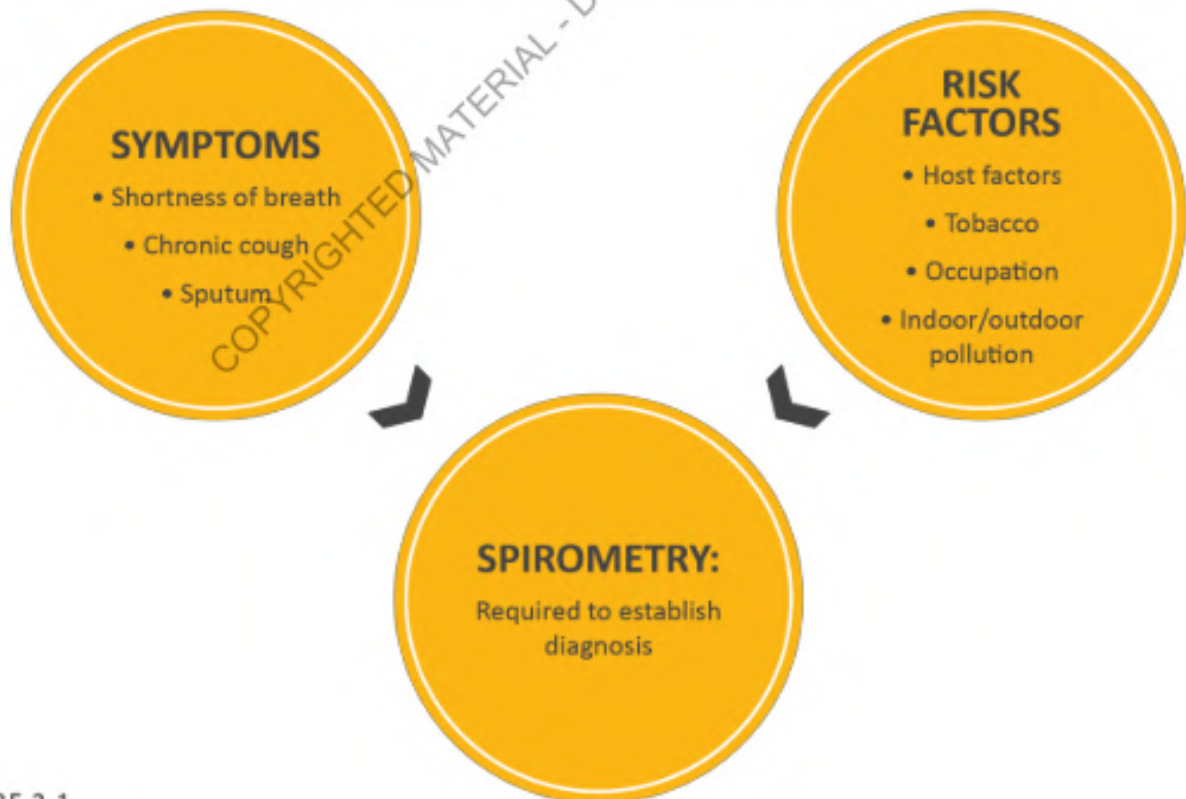 SYMPTOMS
• Shortness of breath
• Chronic cough
• Sputum
RISK
FACTORS
• Host factors
• Tobacco
• Occupation
• Indoor/outdoor
pollution
SPIROMETRY:
Required to establish
diagnosis
COPYRIGHTED MATERIAL -